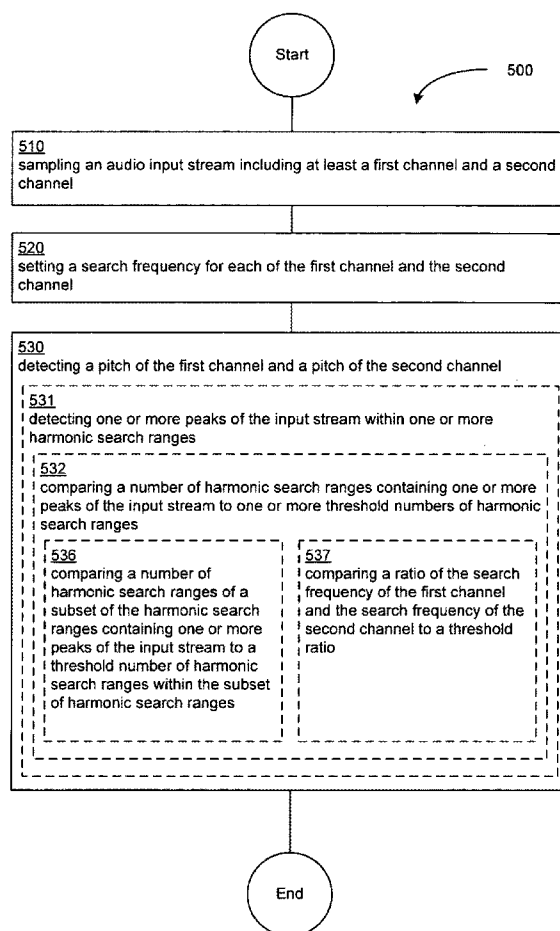 Start
500
510
sampling an audio input stream including at least a first channel and a second
channel
520
setting a search frequency for each of the first channel and the second
channel
530
detecting a pitch of the first channel and a pitch of the second channel
531
detecting one or more peaks of the input stream within one or more
harmonic search ranges
532
comparing a number of harmonic search ranges containing one or more
peaks of the input stream to one or more threshold numbers of harmonic
search ranges
536
comparing a number of
harmonic search ranges of a
subset of the harmonic search
ranges containing one or more
peaks of the input stream to a
threshold number of harmonic
search ranges within the subset
of harmonic search ranges
537
comparing a ratio of the search
frequency of the first channel
and the search frequency of the
second channel to a threshold
ratio
End